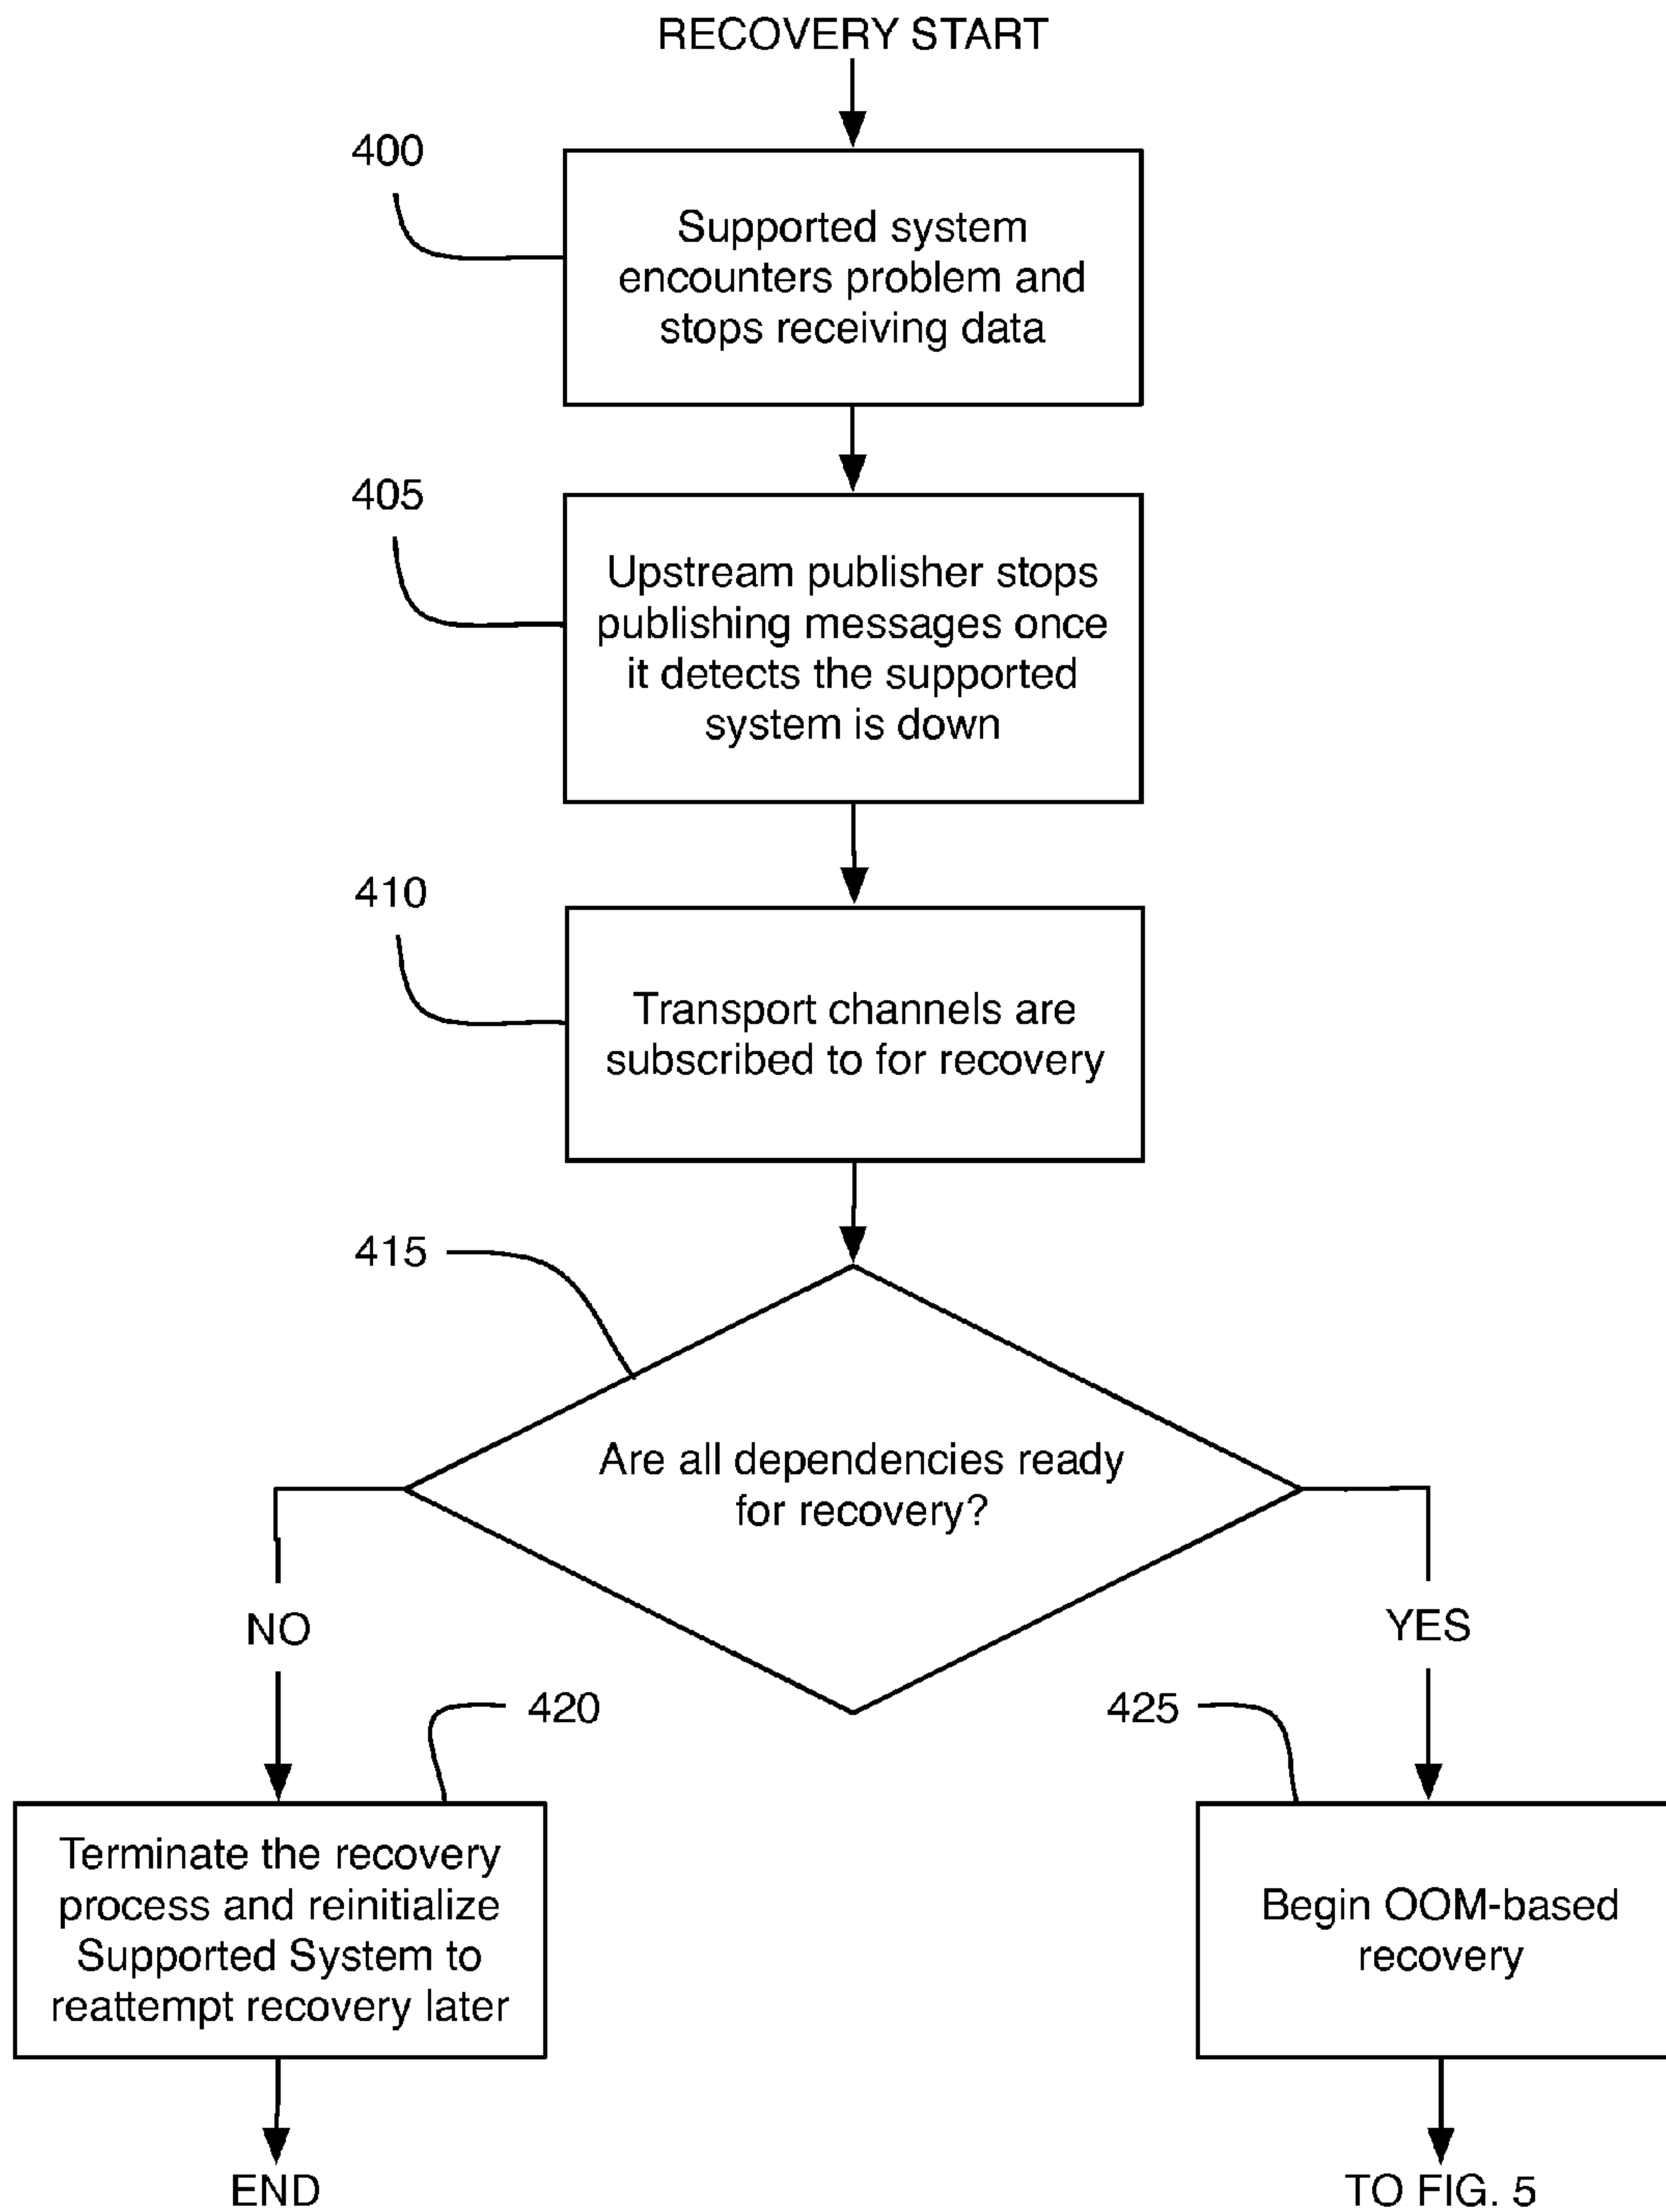 RECOVERY START
400
Supported system
encounters problem and
stops receiving data
405
Upstream publisher stops
publishing messages once
it detects the supported
system is down
410
Transport channels are
subscribed to for recovery
415
Are all dependencies ready
for recovery?
NO
YES
420
425
Terminate the recovery
process and reinitialize
Supported System to
reattempt recovery later
Begin OOM-based
recovery
END
TO FIG. 5